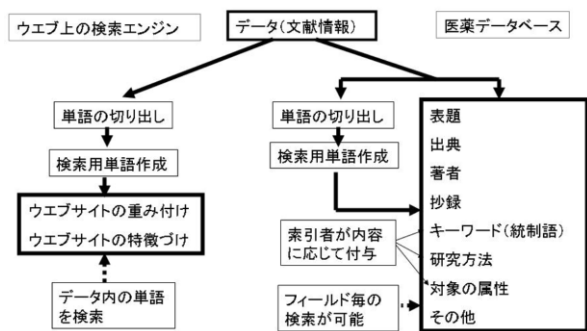 ウエブ上の検索エンジン
データ(文献情報)
医薬データベース
単語の切り出し
検索用単語作成
ウエブサイトの重み付け
ウエブサイトの特徴づけ
データ内の単語
を検索
単語の切り出し
検索用単語作成
索引者が内容
に応じて付与
フィールド毎の
検索が可能
表題
出典
著者
抄録
キーワード(統制語)
研究方法
対象の属性
その他